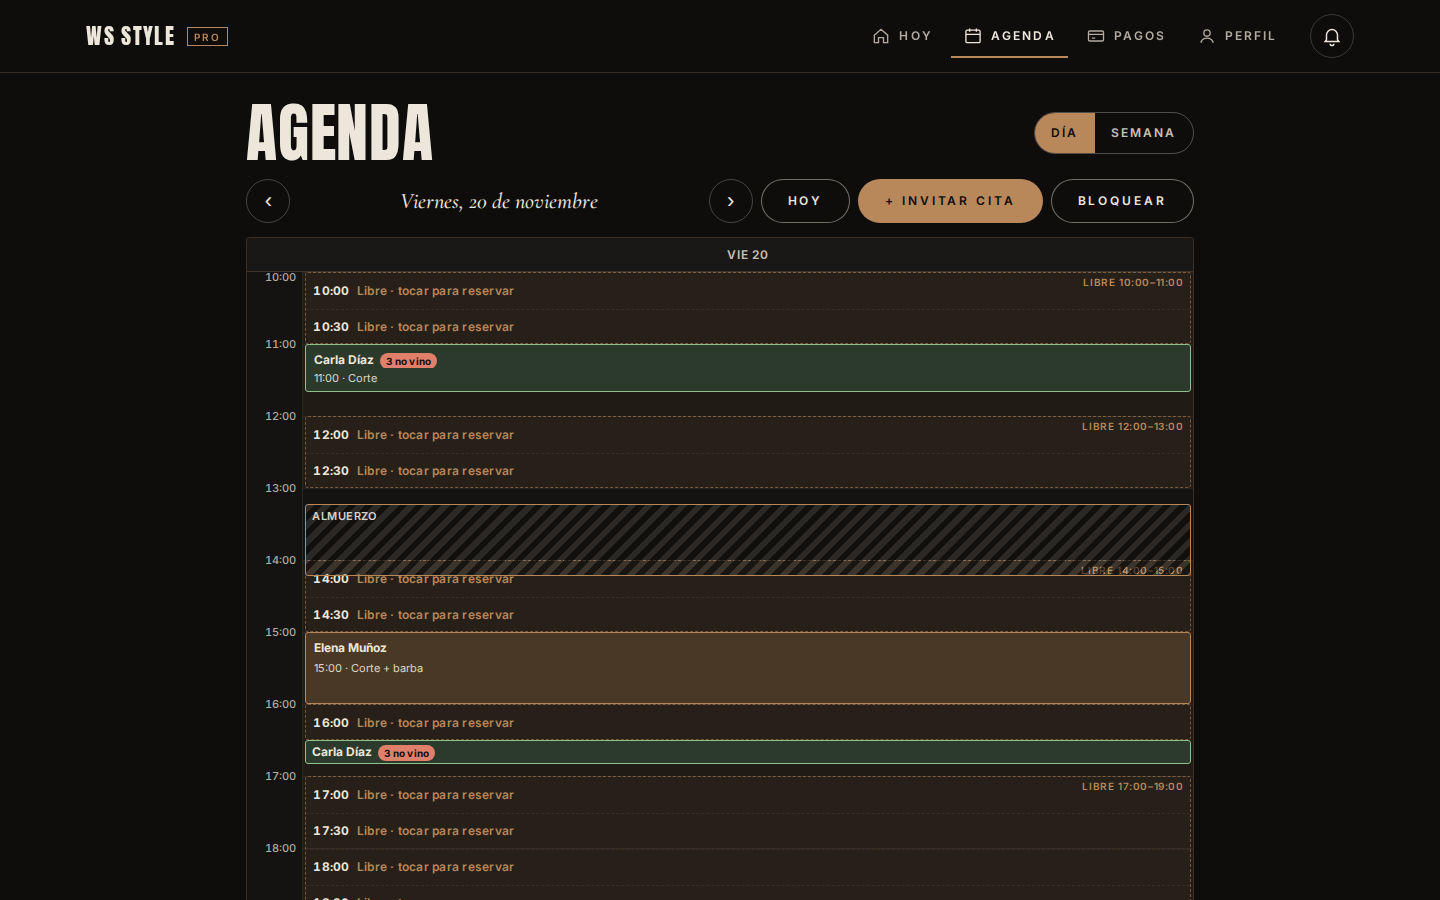 WS STYLE PRO
HOY AGENDA PAGOS PERFIL
AGENDA
DÍA SEMANA
‹ Viernes, 20 de noviembre › HOY + INVITAR CITA BLOQUEAR
VIE 20
10:00
10:00 Libre · tocar para reservar LIBRE 10:00–11:00
10:30 Libre · tocar para reservar
11:00
Carla Díaz 3 no vino
11:00 · Corte
12:00
12:00 Libre · tocar para reservar LIBRE 12:00–13:00
12:30 Libre · tocar para reservar
13:00
ALMUERZO
14:00
LIBRE 14:00–15:00
14:00 Libre · tocar para reservar
14:30 Libre · tocar para reservar
15:00
Elena Muñoz
15:00 · Corte + barba
16:00
16:00 Libre · tocar para reservar
Carla Díaz 3 no vino
17:00
17:00 Libre · tocar para reservar LIBRE 17:00–19:00
17:30 Libre · tocar para reservar
18:00
18:00 Libre · tocar para reservar